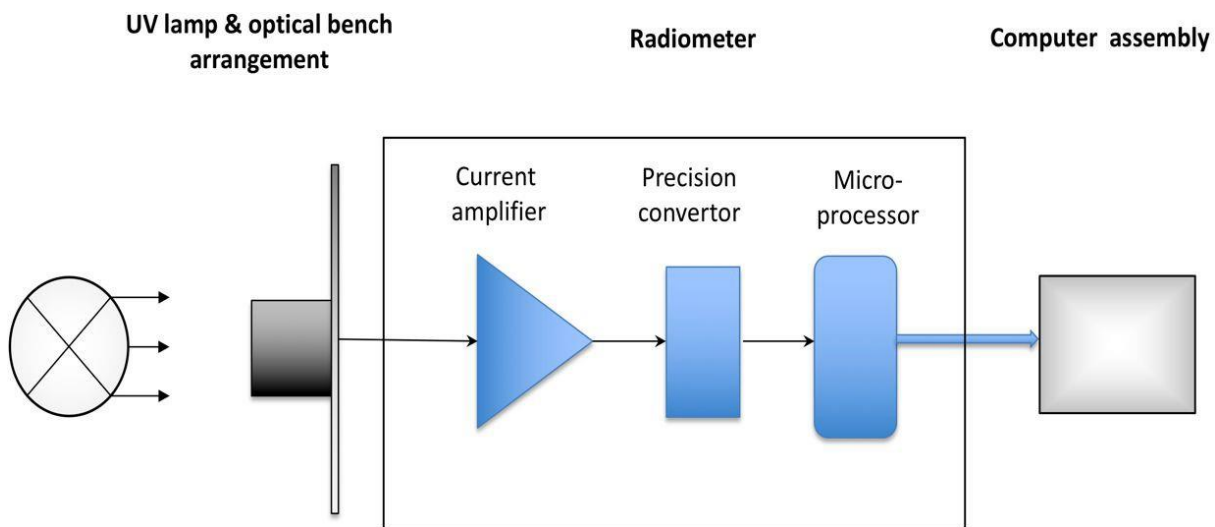 UV lamp & optical bench
arrangement
Radiometer
Computer assembly
Current
amplifier
Precision
convertor
Micro-
processor